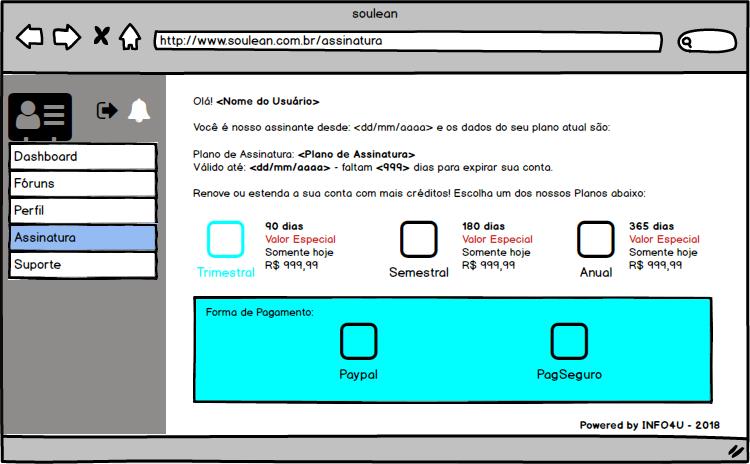 soulean
http://www.soulean.com.br/assinatura
Dashboard
Fóruns
Perfil
Assinatura
Suporte
Olá! <Nome do Usuário>
Você é nosso assinante desde: <dd/mm/aaaa> e os dados do seu plano atual são:
Plano de Assinatura: <Plano de Assinatura>
Válido até: <dd/mm/aaaa> - faltam <999> dias para expirar sua conta.
Renove ou estenda a sua conta com mais créditos! Escolha um dos nossos Planos abaixo:
Trimestral
90 dias
Valor Especial
Somente hoje
R$ 999,99
Semestral
180 dias
Valor Especial
Somente hoje
R$ 999,99
Anual
365 dias
Valor Especial
Somente hoje
R$ 999,99
Forma de Pagamento:
Paypal
PagSeguro
Powered by INFO4U - 2018